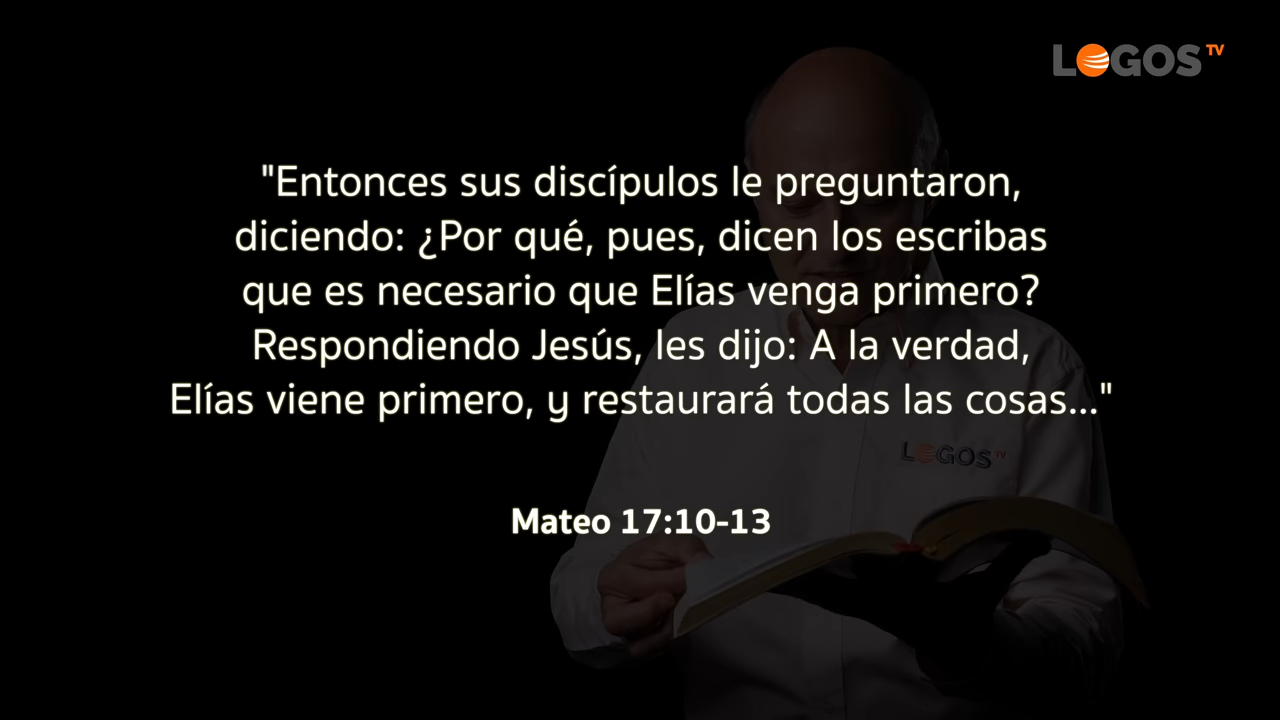 LOGOS TV
"Entonces sus discípulos le preguntaron,
diciendo: ¿Por qué, pues, dicen los escribas
que es necesario que Elías venga primero?
Respondiendo Jesús, les dijo: A la verdad,
Elías viene primero, y restaurará todas las cosas..."
LOGOS TV
Mateo 17:10-13